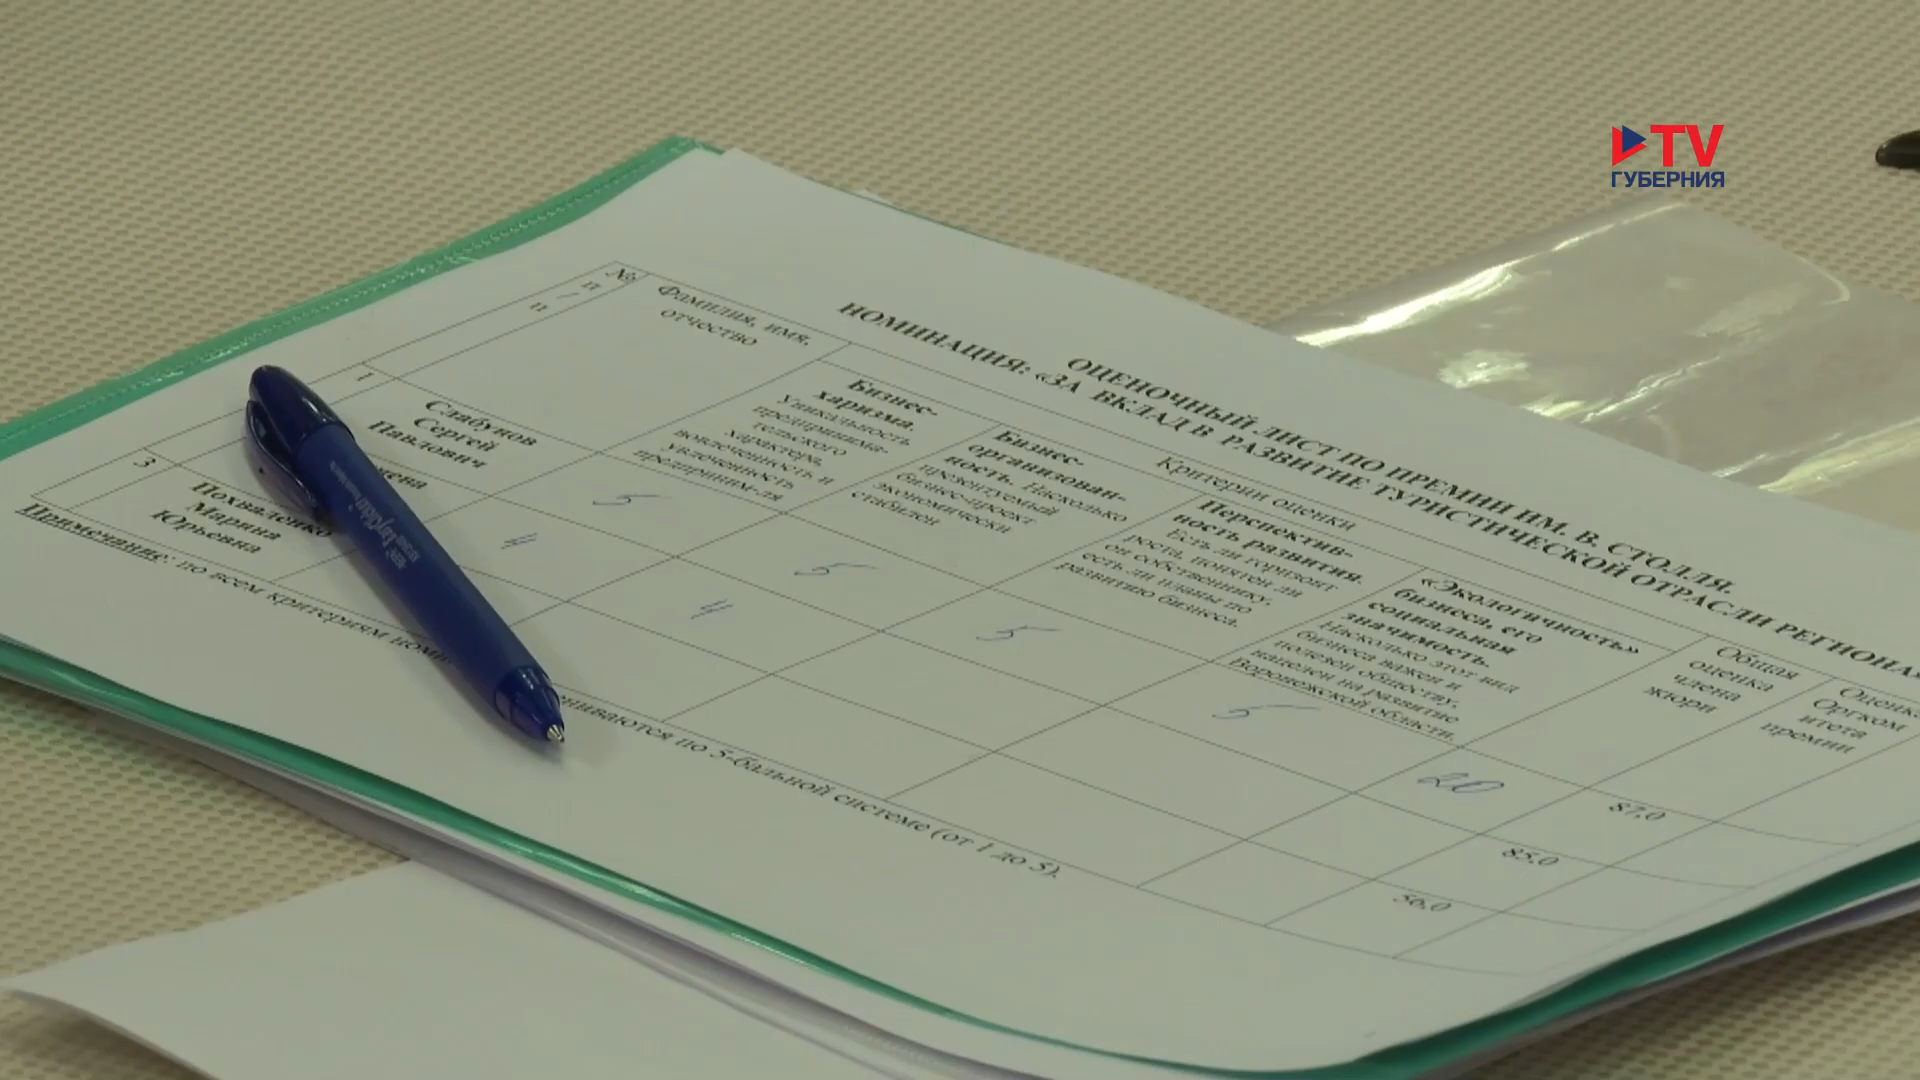 TV
ГУБЕРНИЯ
ОЦЕНОЧНЫЙ ЛИСТ ПО ПРЕМИИ ИМ. В. СТОЛЛЯ.
НОМИНАЦИЯ: «ЗА ВКЛАД В РАЗВИТИЕ ТУРИСТИЧЕСКОЙ ОТРАСЛИ РЕГИОНА»
№
п
/
п
Фамилия, имя,
отчество
Критерии оценки
Бизнес-
харизма.
Уникальность
предпринима-
тельского
характера,
вовлеченность и
увлеченность
предприним-ля
Бизнес-
организован-
ность. Насколько
презентуемый
бизнес-проект
экономически
стабилен
Перспектив-
ность развития.
Есть ли горизонт
роста, понятен ли
он собственнику,
есть ли планы по
развитию бизнеса.
«Экологичность»
бизнеса, его
социальная
значимость.
Насколько этот вид
бизнеса важен и
полезен обществу,
нацелен на развитие
Воронежской области.
Общая
оценка
члена
жюри
Оценка
Оргком
итета
премии
1
Слабунов
Сергей
Павлович
5
5
5
5
20
87,0
4
4
85,0
3
Похваленко
Марина
Юрьевна
56,0
Примечание: по всем критериям
по 5-бальной системе (от 1 до 5).